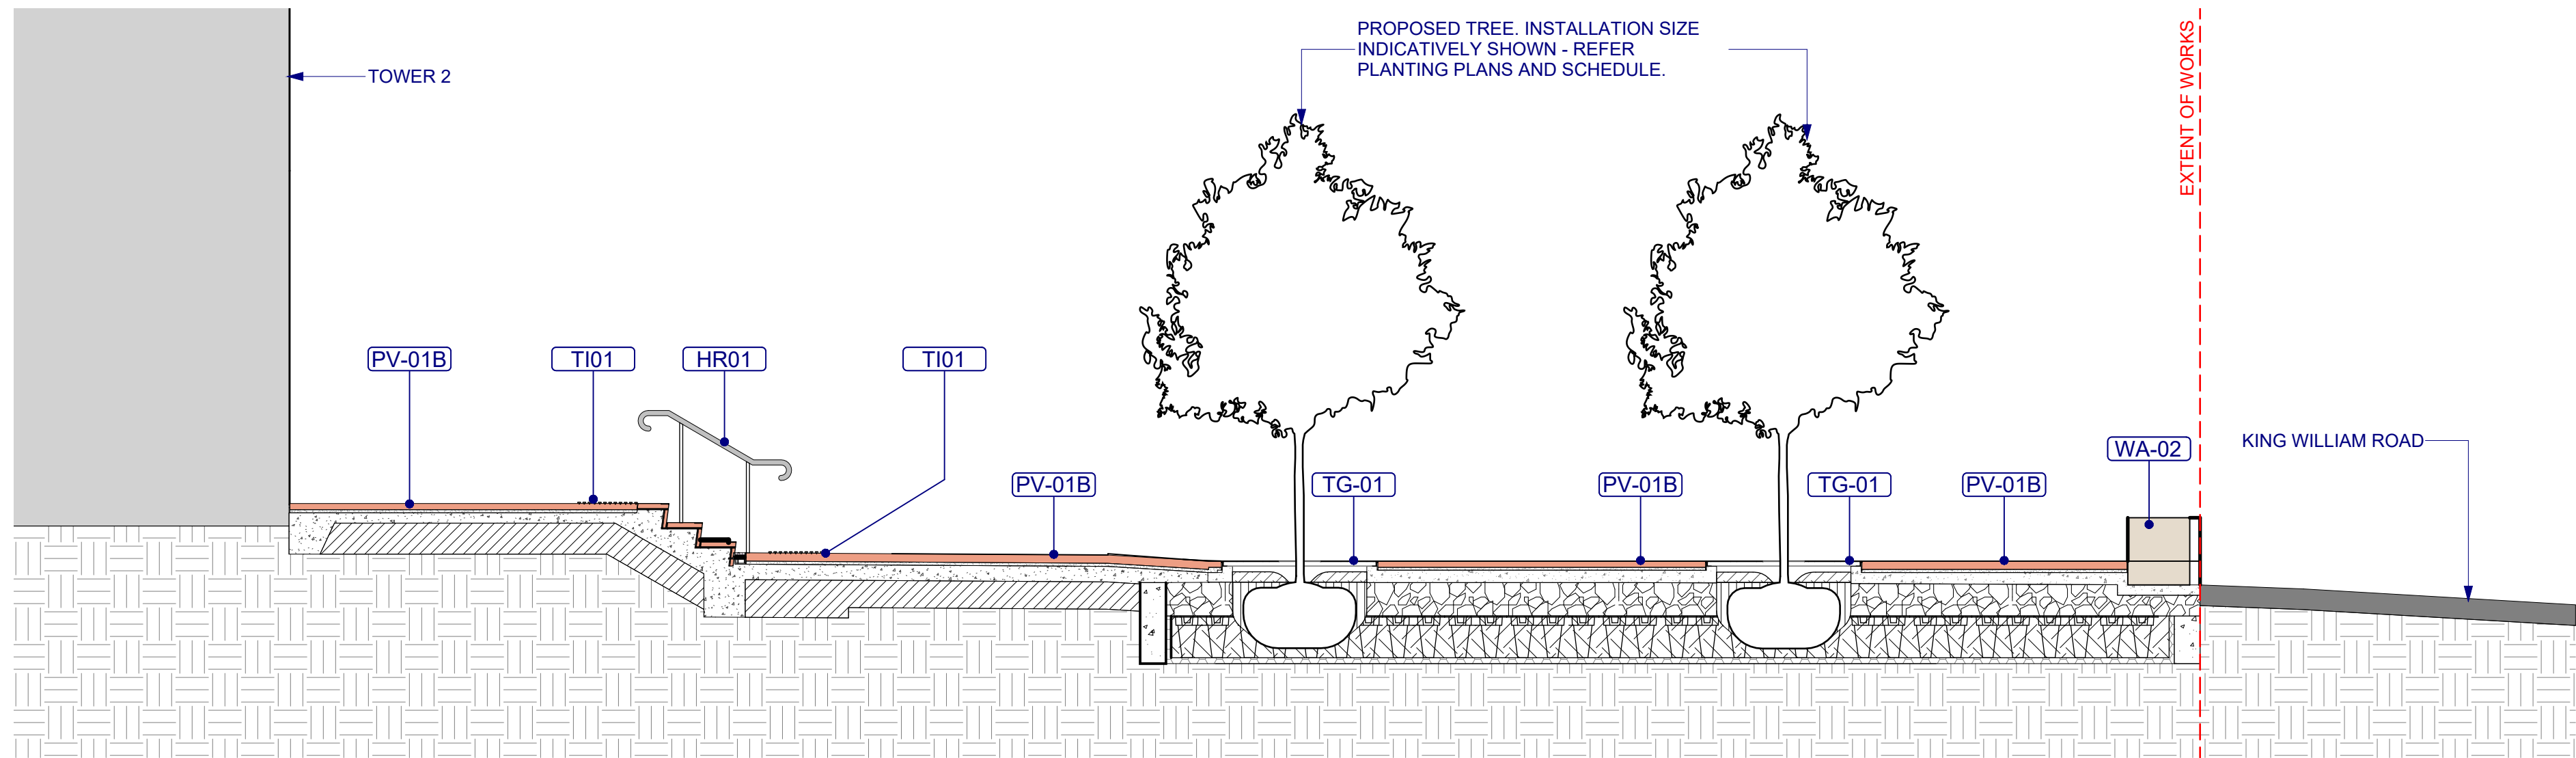 PROPOSED TREE. INSTALLATION SIZE
INDICATIVELY SHOWN - REFER
PLANTING PLANS AND SCHEDULE.
EXTENT OF WORKS
TOWER 2
PV-01B
TI01
HR01
TI01
KING WILLIAM ROAD
WA-02
PV-01B
TG-01
PV-01B
TG-01
PV-01B